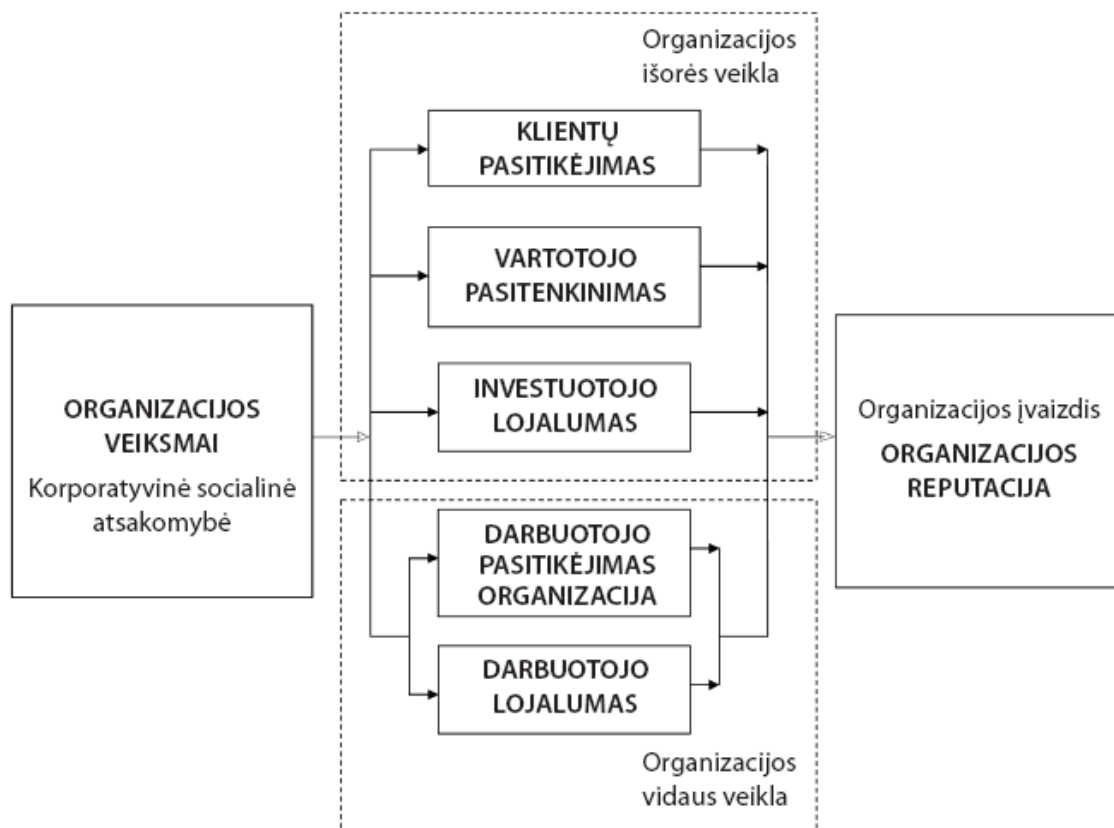 Organizacijos
išorės veikla
KLIENTŲ
PASITIKĖJIMAS
VARTOTOJO
PASITENKINIMAS
INVESTUOTOJO
LOJALUMAS
ORGANIZACIJOS
VEIKSMAI
Korporatyvinė socialinė
atsakomybė
Organizacijos įvaizdis
ORGANIZACIJOS
REPUTACIJA
DARBUOTOJO
PASITIKĖJIMAS
ORGANIZACIJA
DARBUOTOJO
LOJALUMAS
Organizacijos
vidaus veikla